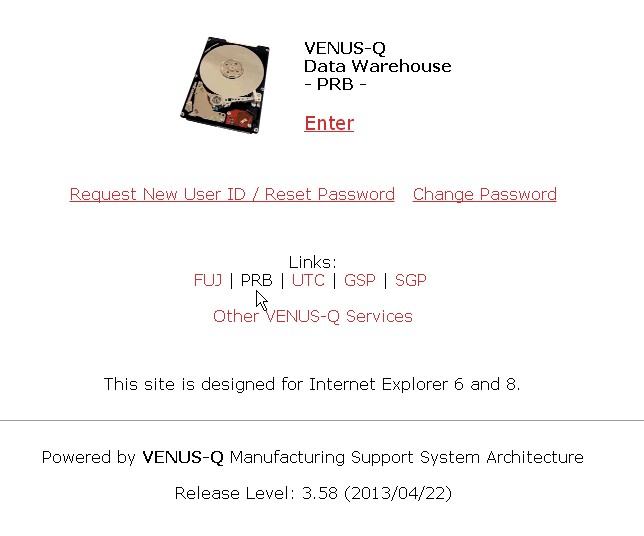 VENUS-Q
Data Warehouse
- PRB -
Enter
Request New User ID / Reset Password Change Password
Links:
FUJ | PRB | UTC | GSP | SGP
Other VENUS-Q Services
This site is designed for Internet Explorer 6 and 8.
Powered by VENUS-Q Manufacturing Support System Architecture
Release Level: 3.58 (2013/04/22)